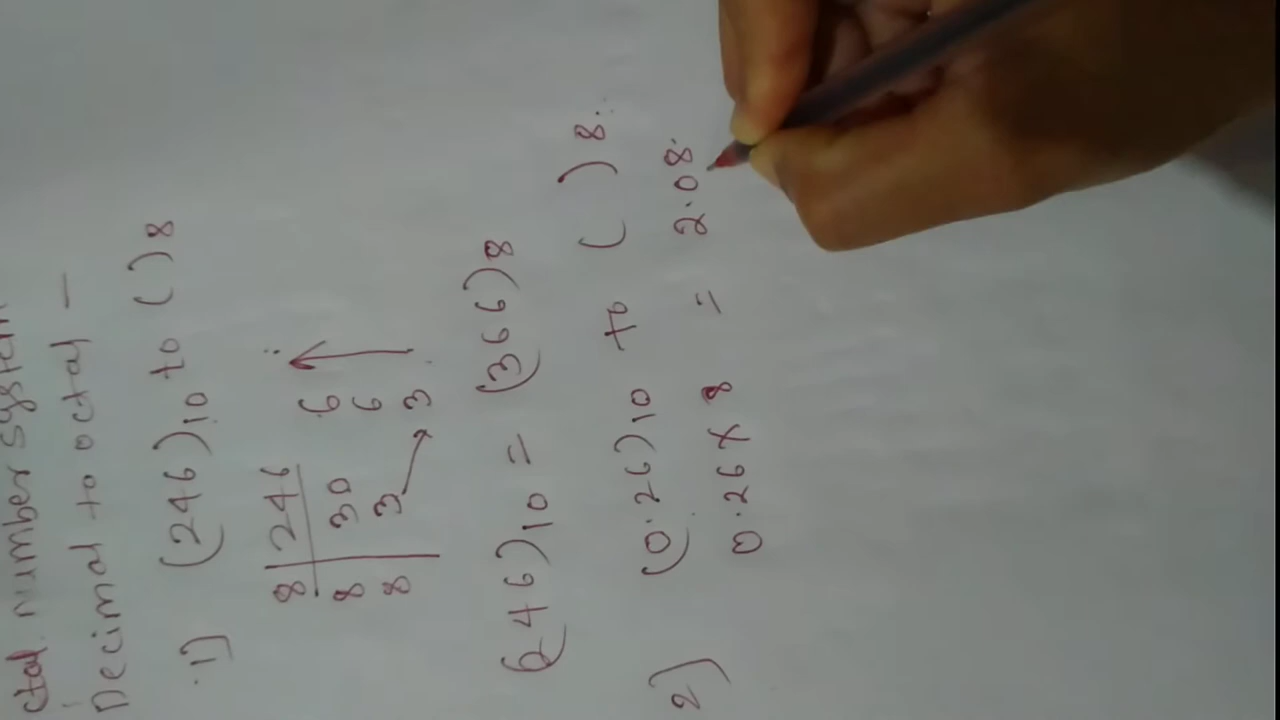 number system
Decimal to octal —
1) (246)10 to ( )8
8 | 246
8 | 30 6
8 | 3 → 3 6
(246)10 = (366)8
2) (0.26)10 to ( )8.
0.26 X 8 = 2.08